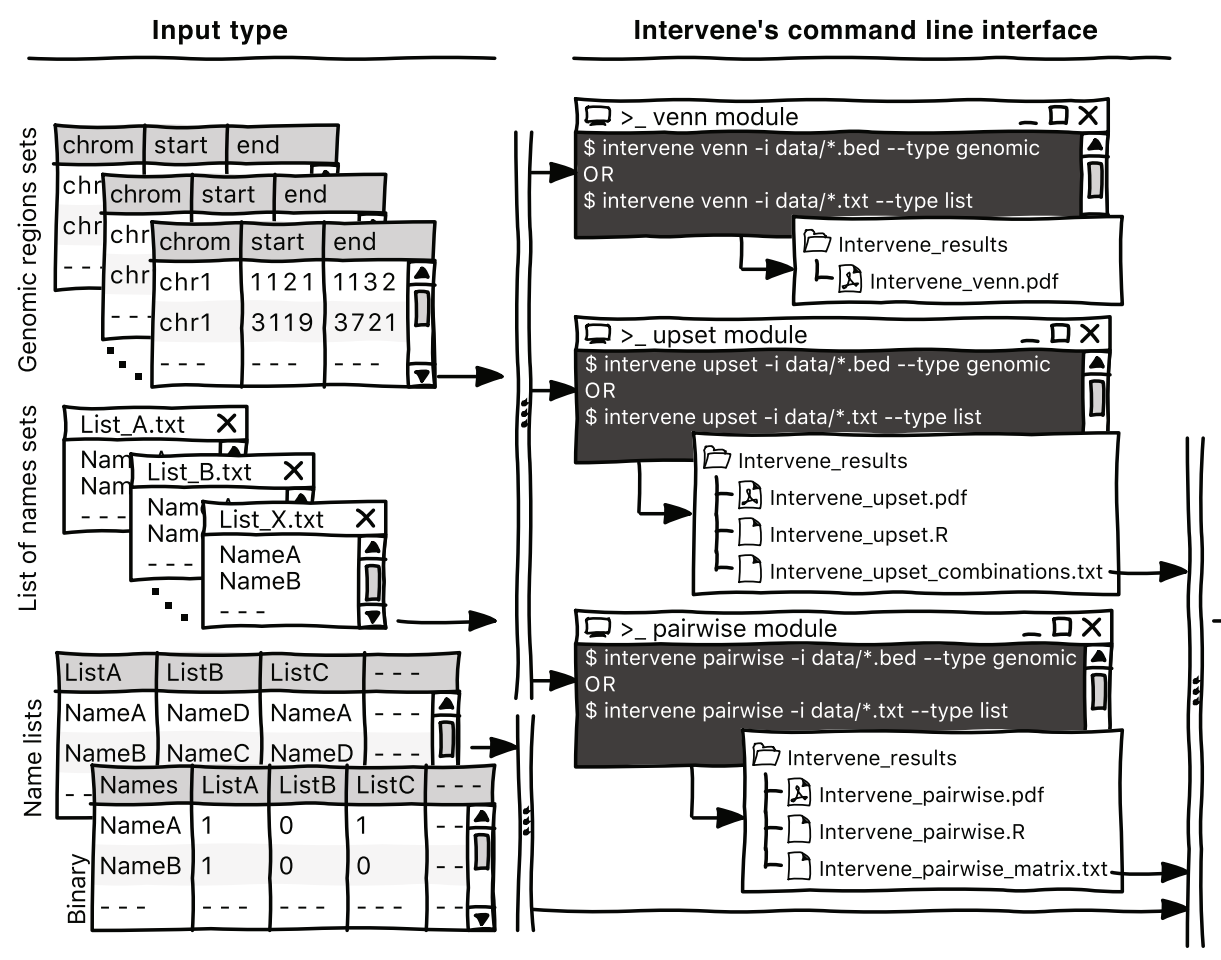 Input type
Genomic regions sets
chrom start end
chr
chr
- - -
chrom start end
chr
chr
- - -
chrom start end
chr1 1121 1132
chr1 3119 3721
- - - - - - - - -
List of names sets
List_A.txt
Nam
Nam
- - -
List_B.txt
Nam
Nam
- - -
List_X.txt
NameA
NameB
- - -
Name lists
ListA ListB ListC - - -
NameA NameD NameA - - -
NameB NameC NameD - - -
- -
Binary
Names ListA ListB ListC - - -
NameA 1 0 1 - -
NameB 1 0 0 - -
- - - - - - - - - - - - - -
Intervene's command line interface
>_ venn module
$ intervene venn -i data/*.bed --type genomic
OR
$ intervene venn -i data/*.txt --type list
Intervene_results
Intervene_venn.pdf
>_ upset module
$ intervene upset -i data/*.bed --type genomic
OR
$ intervene upset -i data/*.txt --type list
Intervene_results
Intervene_upset.pdf
Intervene_upset.R
Intervene_upset_combinations.txt
>_ pairwise module
$ intervene pairwise -i data/*.bed --type genomic
OR
$ intervene pairwise -i data/*.txt --type list
Intervene_results
Intervene_pairwise.pdf
Intervene_pairwise.R
Intervene_pairwise_matrix.txt